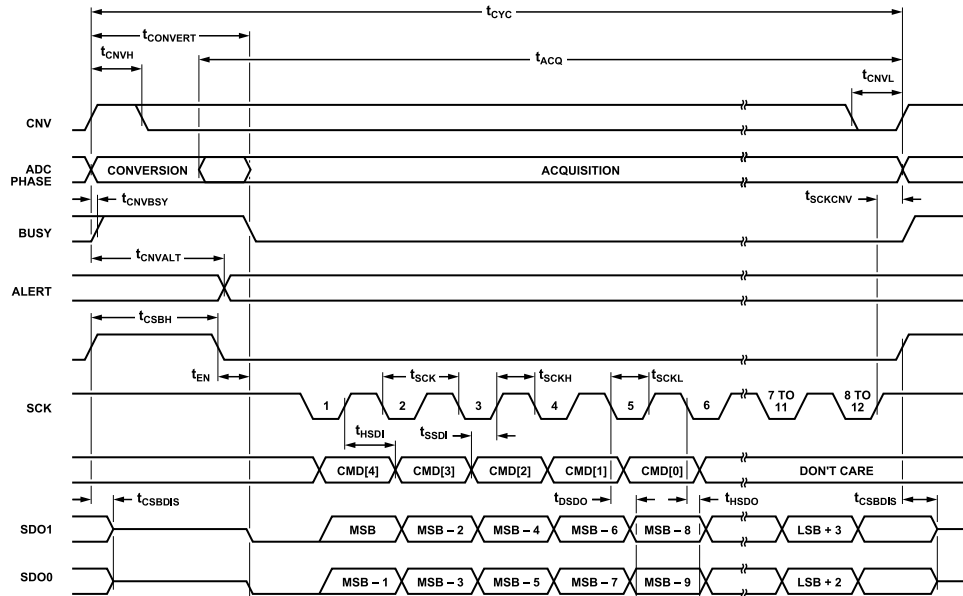 tCYC
tCONVERT
tCNVH
tACQ
tCNVL
CNV
ADC PHASE
CONVERSION
ACQUISITION
tCNVBSY
tSCKCNV
BUSY
tCNVALT
ALERT
tCSBH
tEN
tSCK
tSCKH
tSCKL
SCK
1
2
3
4
5
6
7 TO 11
8 TO 12
tHSDI
tSSDI
CMD[4]
CMD[3]
CMD[2]
CMD[1]
CMD[0]
DON'T CARE
tCSBDIS
tDSDO
tHSDO
tCSBDIS
SDO1
MSB
MSB – 2
MSB – 4
MSB – 6
MSB – 8
LSB + 3
SDO0
MSB – 1
MSB – 3
MSB – 5
MSB – 7
MSB – 9
LSB + 2